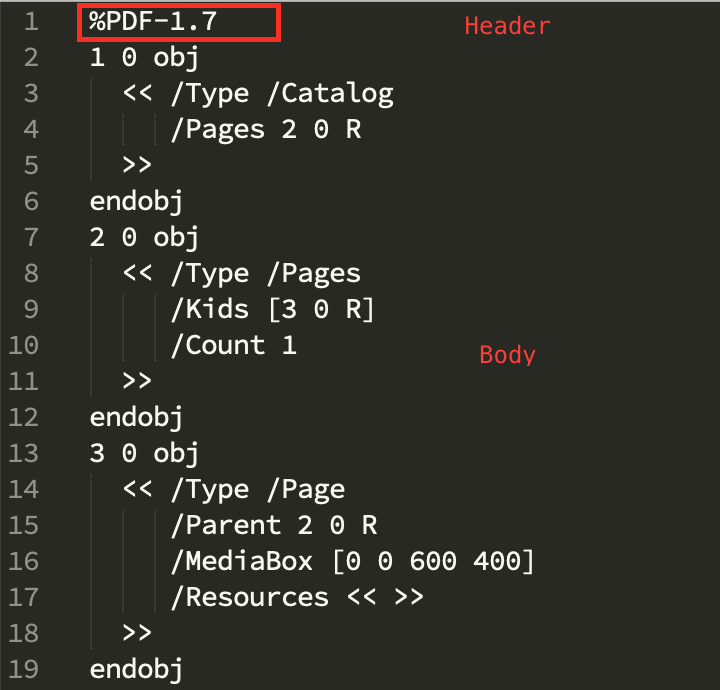 1 %PDF-1.7 Header
2 1 0 obj
3 << /Type /Catalog
4 /Pages 2 0 R
5 >>
6 endobj
7 2 0 obj
8 << /Type /Pages
9 /Kids [3 0 R]
10 /Count 1 Body
11 >>
12 endobj
13 3 0 obj
14 << /Type /Page
15 /Parent 2 0 R
16 /MediaBox [0 0 600 400]
17 /Resources << >>
18 >>
19 endobj